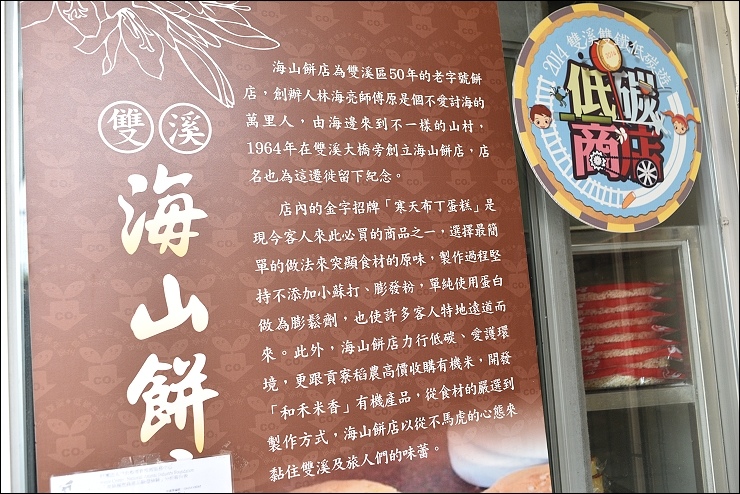 雙溪
海山餅店
海山餅店為雙溪區50年的老字號餅
店，創辦人林海亮師傅原是個不愛討海的
萬里人，由海邊來到不一樣的山村，
1964年在雙溪大橋旁創立海山餅店，店
名也為這遷徙留下紀念。
店內的金字招牌「寒天布丁蛋糕」是
現今客人來此必買的商品之一，選擇最簡
單的做法來突顯食材的原味，製作過程堅
持不添加小蘇打、膨發粉，單純使用蛋白
做為膨鬆劑，也使許多客人特地遠道而
來。此外，海山餅店力行低碳、愛護環
境，更跟貢寮稻農高價收購有機米，開發
「和禾米香」有機產品，從食材的嚴選到
製作方式，海山餅店以從不馬虎的心態來
黏住雙溪及旅人們的味蕾。
2014 雙溪雙鐵低碳遊
低碳
商店